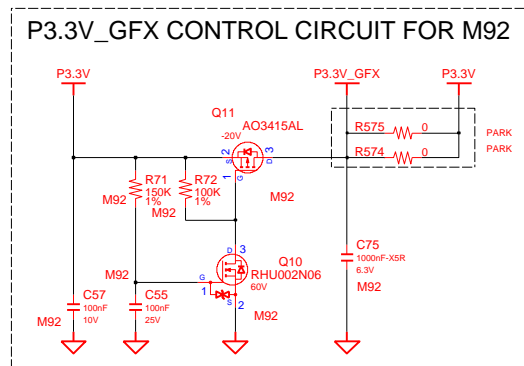 P3.3V_GFX CONTROL CIRCUIT FOR M92
P3.3V
P3.3V_GFX
P3.3V
Q11
AO3415AL
-20V
2
3
S
D
1
G
R575
0
PARK
R574
0
PARK
R71
150K
1%
M92
R72
100K
1%
M92
M92
D
3
Q10
RHU002N06
60V
G
1
S
2
M92
M92
C57
100nF
10V
M92
C55
100nF
25V
C75
1000nF-X5R
6.3V
M92